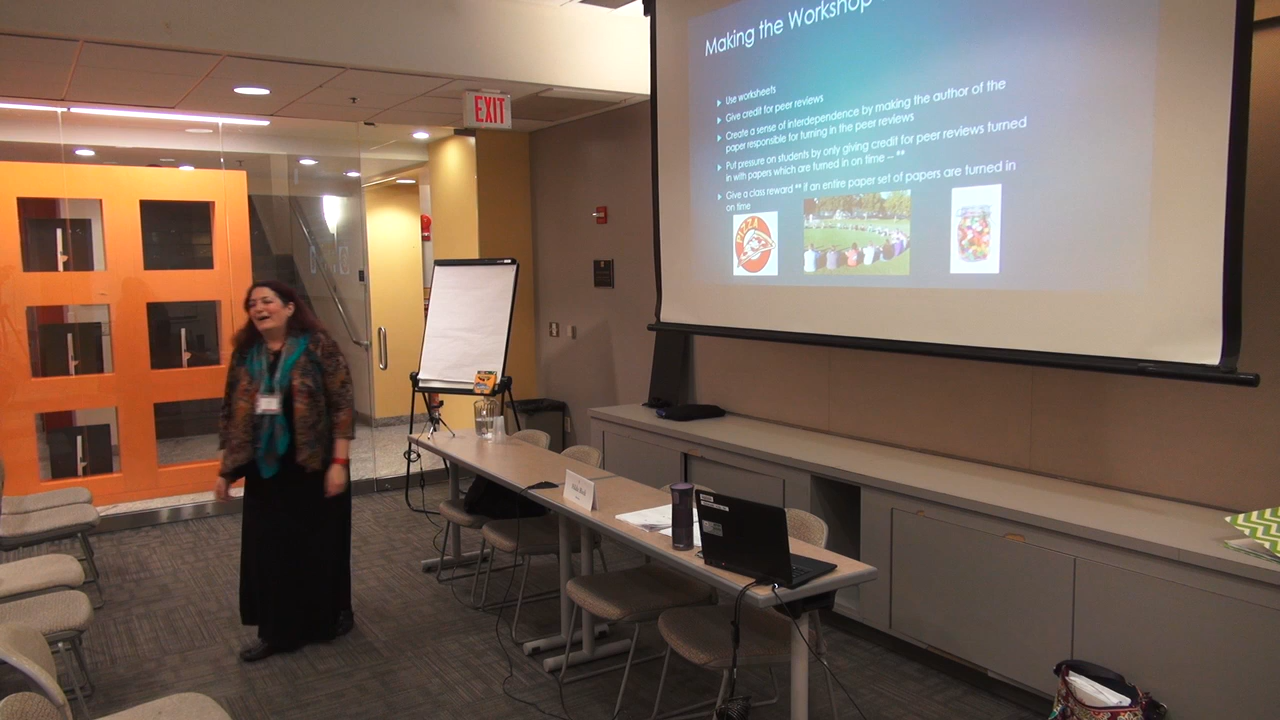 Making the Workshop
EXIT
Use worksheets
Give credit for peer reviews
Create a sense of interdependence by making the author of the
paper responsible for turning in the peer reviews
Put pressure on students by only giving credit for peer reviews turned
in with papers which are turned in on time – **
Give a class reward ** if an entire paper set of papers are turned in
on time
PIZZA